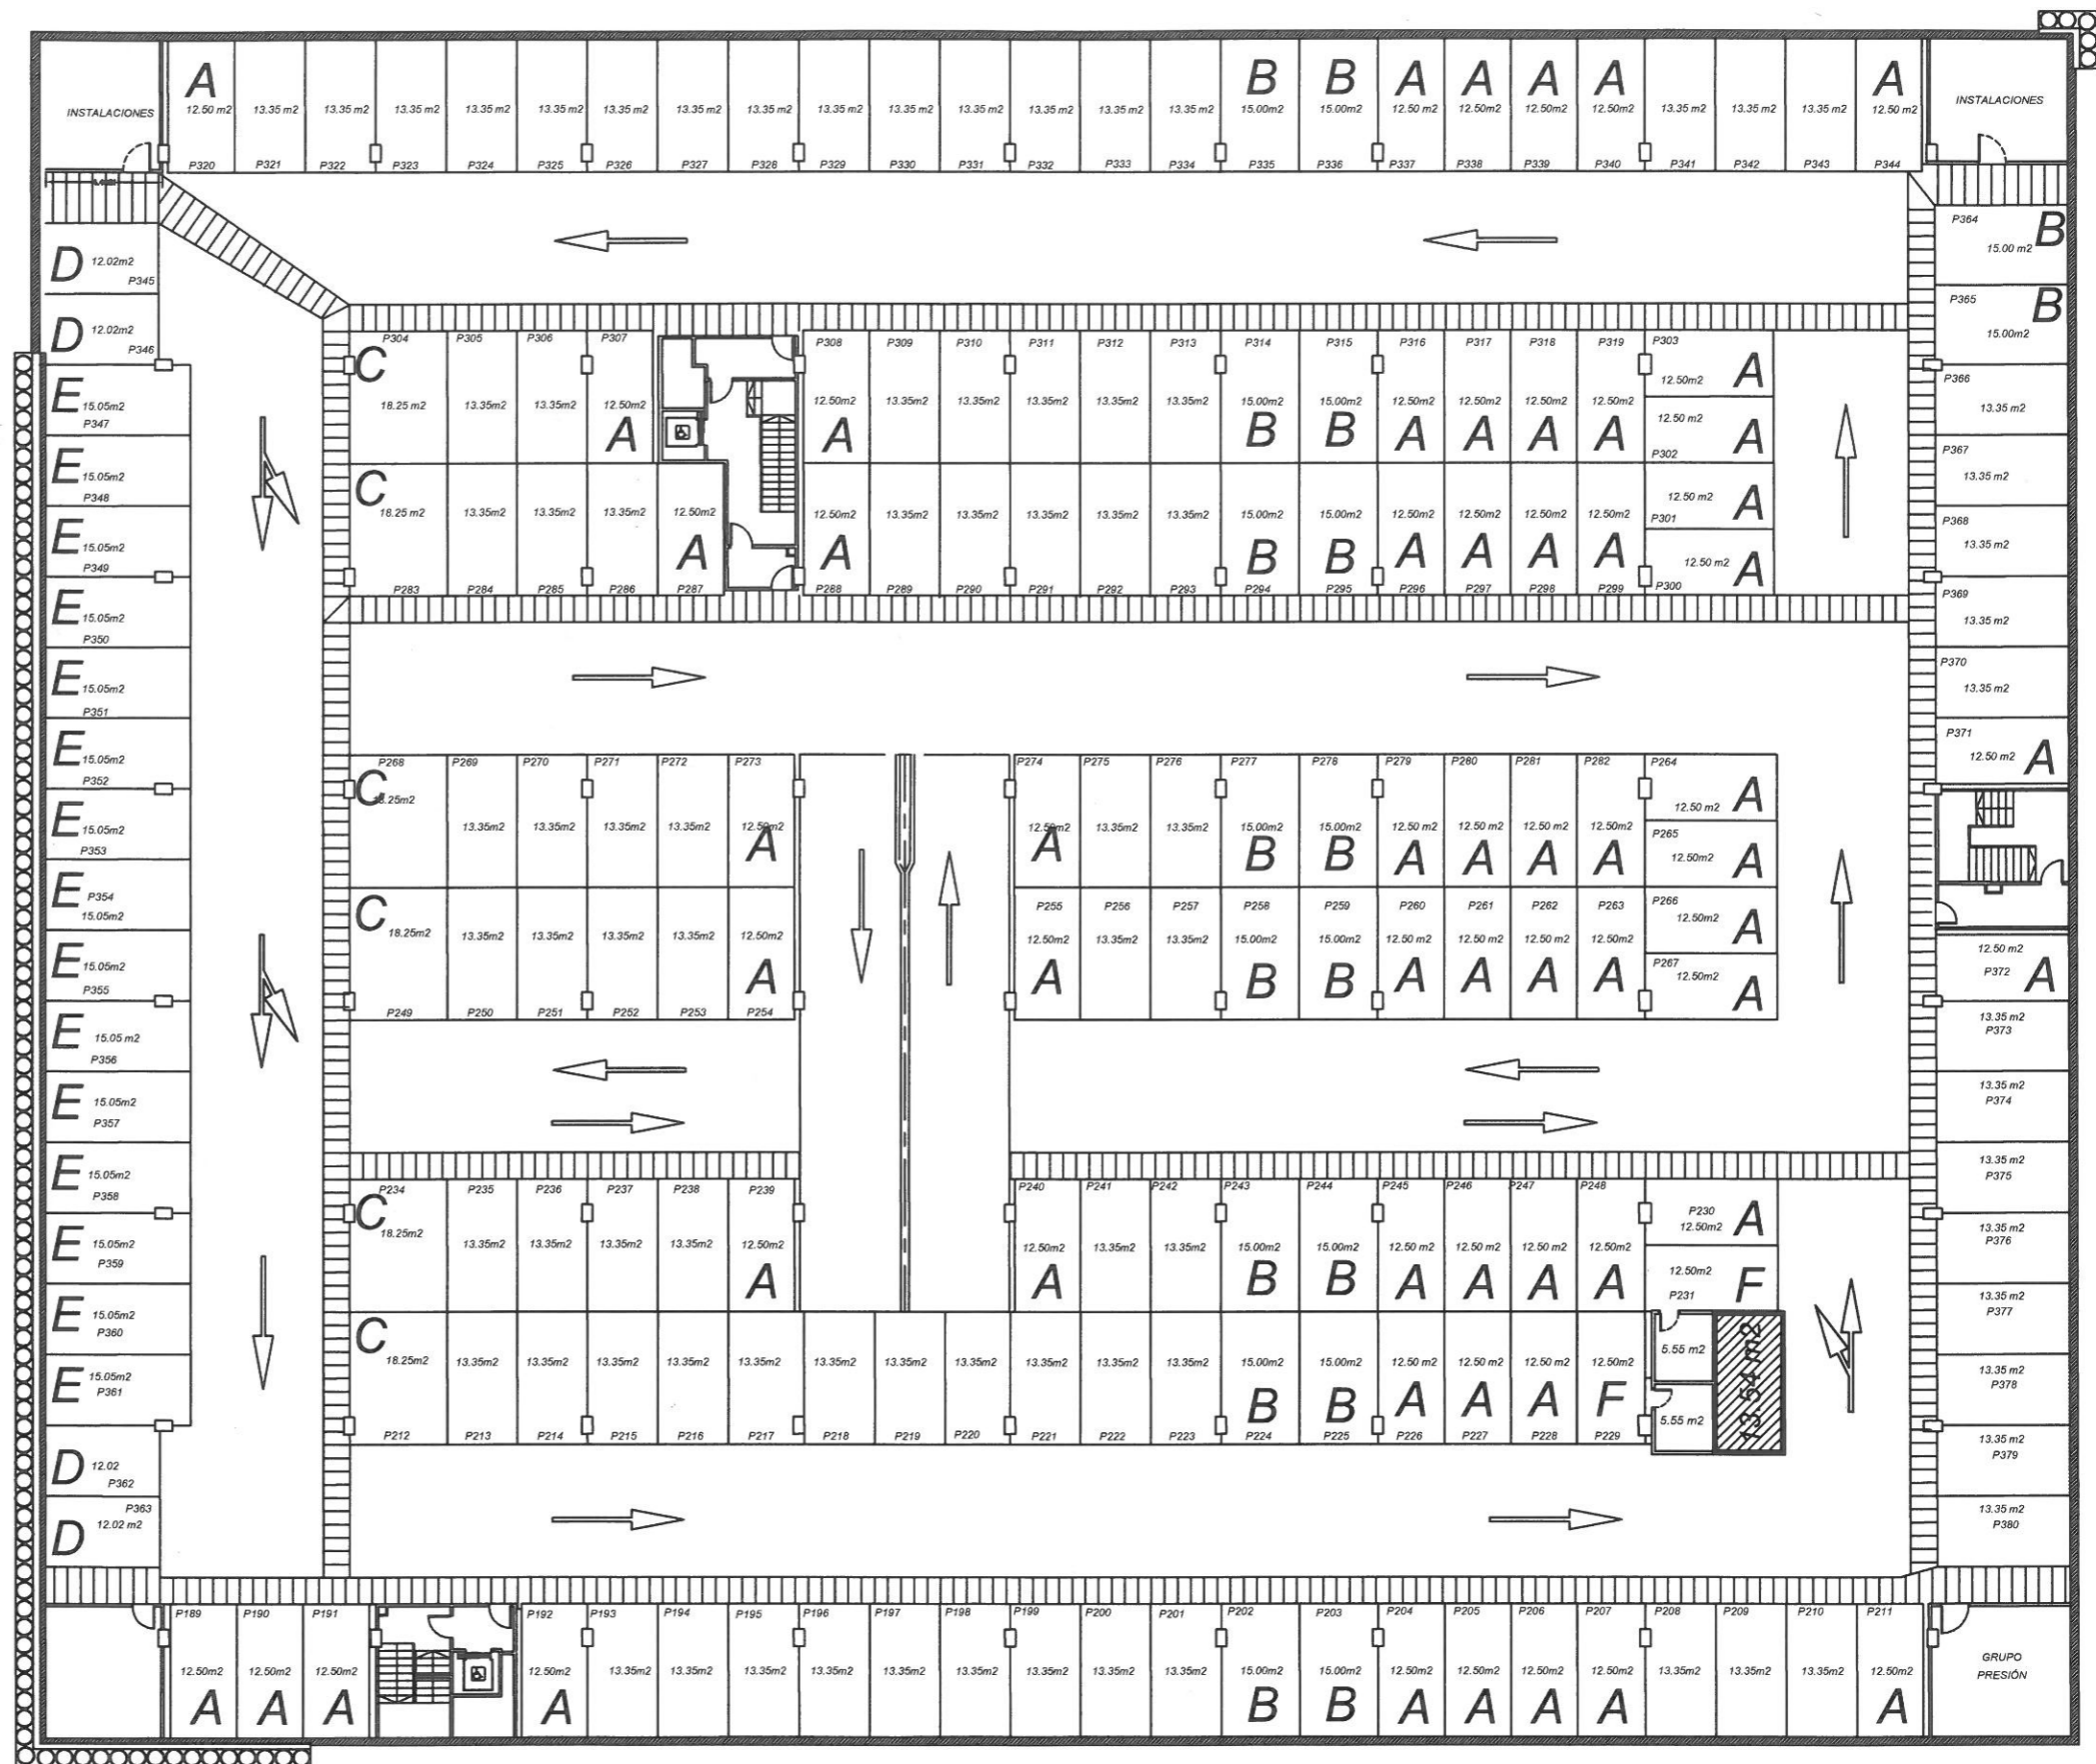 INSTALACIONES
A A
B B A A A A A
12.50 m2 13.35 m2 13.35 m2 13.35 m2 13.35 m2 13.35 m2 13.35 m2 13.35 m2 13.35 m2 13.35 m2 13.35 m2 13.35 m2 13.35 m2 13.35 m2 13.35 m2 15.00m2 15.00m2 12.50 m2 12.50m2 12.50m2 12.50m2 13.35 m2 13.35 m2 13.35 m2 12.50 m2
P320 P321 P322 P323 P324 P325 P326 P327 P328 P329 P330 P331 P332 P333 P334 P335 P336 P337 P338 P339 P340 P341 P342 P343 P344
INSTALACIONES
D 12.02m2
P345
D 12.02m2
P346
E 15.05m2
P347
E 15.05m2
P348
E 15.05m2
P349
E 15.05m2
P350
E 15.05m2
P351
E 15.05m2
P352
E 15.05m2
P353
E P354
15.05m2
E 15.05m2
P355
E 15.05 m2
P356
E 15.05m2
P357
E 15.05m2
P358
E 15.05m2
P359
E 15.05m2
P360
E 15.05m2
P361
D 12.02
P362
P363
D 12.02 m2
P304 P305 P306 P307 P308 P309 P310 P311 P312 P313 P314 P315 P316 P317 P318 P319
C
18.25 m2 13.35m2 13.35m2 12.50m2 12.50m2 13.35m2 13.35m2 13.35m2 13.35m2 13.35m2 15.00m2 15.00m2 12.50m2 12.50m2 12.50m2 12.50m2
A A B B A A A A
P303
12.50m2 A
12.50 m2 A
P302
12.50 m2 A
P301
12.50 m2 A
P300
C
18.25 m2 13.35m2 13.35m2 13.35m2 12.50m2 12.50m2 13.35m2 13.35m2 13.35m2 13.35m2 13.35m2 15.00m2 15.00m2 12.50m2 12.50m2 12.50m2 12.50m2
A A B B A A A A
P283 P284 P285 P286 P287 P288 P289 P290 P291 P292 P293 P294 P295 P296 P297 P298 P299
P268 P269 P270 P271 P272 P273 P274 P275 P276 P277 P278 P279 P280 P281 P282
C
13.35m2 13.35m2 13.35m2 13.35m2 12.50m2 12.50m2 13.35m2 13.35m2 15.00m2 15.00m2 12.50 m2 12.50 m2 12.50 m2 12.50m2
A A B B A A A A
P264
12.50 m2 A
P265
12.50m2 A
P266
12.50m2 A
P267
12.50m2 A
P255 P256 P257 P258 P259 P260 P261 P262 P263
C
18.25m2 13.35m2 13.35m2 13.35m2 13.35m2 12.50m2 12.50m2 13.35m2 13.35m2 15.00m2 15.00m2 12.50 m2 12.50 m2 12.50 m2 12.50m2
A A B B A A A A
P249 P250 P251 P252 P253 P254
P234 P235 P236 P237 P238 P239 P240 P241 P242 P243 P244 P245 P246 P247 P248
C
18.25m2 13.35m2 13.35m2 13.35m2 13.35m2 12.50m2 12.50m2 13.35m2 13.35m2 15.00m2 15.00m2 12.50 m2 12.50 m2 12.50 m2 12.50m2
A A B B A A A A
P230
12.50m2 A
12.50m2 F
P231
5.55 m2
5.55 m2
13.54 m2
C
18.25m2 13.35m2 13.35m2 13.35m2 13.35m2 13.35m2 13.35m2 13.35m2 13.35m2 13.35m2 13.35m2 13.35m2 15.00m2 15.00m2 12.50 m2 12.50 m2 12.50 m2 12.50m2
B B A A A F
P212 P213 P214 P215 P216 P217 P218 P219 P220 P221 P222 P223 P224 P225 P226 P227 P228 P229
P364 B
15.00 m2
P365 B
15.00m2
P366
13.35 m2
P367
13.35 m2
P368
13.35 m2
P369
13.35 m2
P370
13.35 m2
P371
12.50 m2 A
12.50 m2
P372 A
13.35 m2
P373
13.35 m2
P374
13.35 m2
P375
13.35 m2
P376
13.35 m2
P377
13.35 m2
P378
13.35 m2
P379
13.35 m2
P380
P189 P190 P191 P192 P193 P194 P195 P196 P197 P198 P199 P200 P201 P202 P203 P204 P205 P206 P207 P208 P209 P210 P211
12.50m2 12.50m2 12.50m2 12.50m2 13.35m2 13.35m2 13.35m2 13.35m2 13.35m2 13.35m2 13.35m2 13.35m2 13.35m2 15.00m2 15.00m2 12.50m2 12.50m2 12.50m2 12.50m2 13.35m2 13.35m2 13.35m2 12.50m2
A A A A B B A A A A A
GRUPO
PRESIÓN